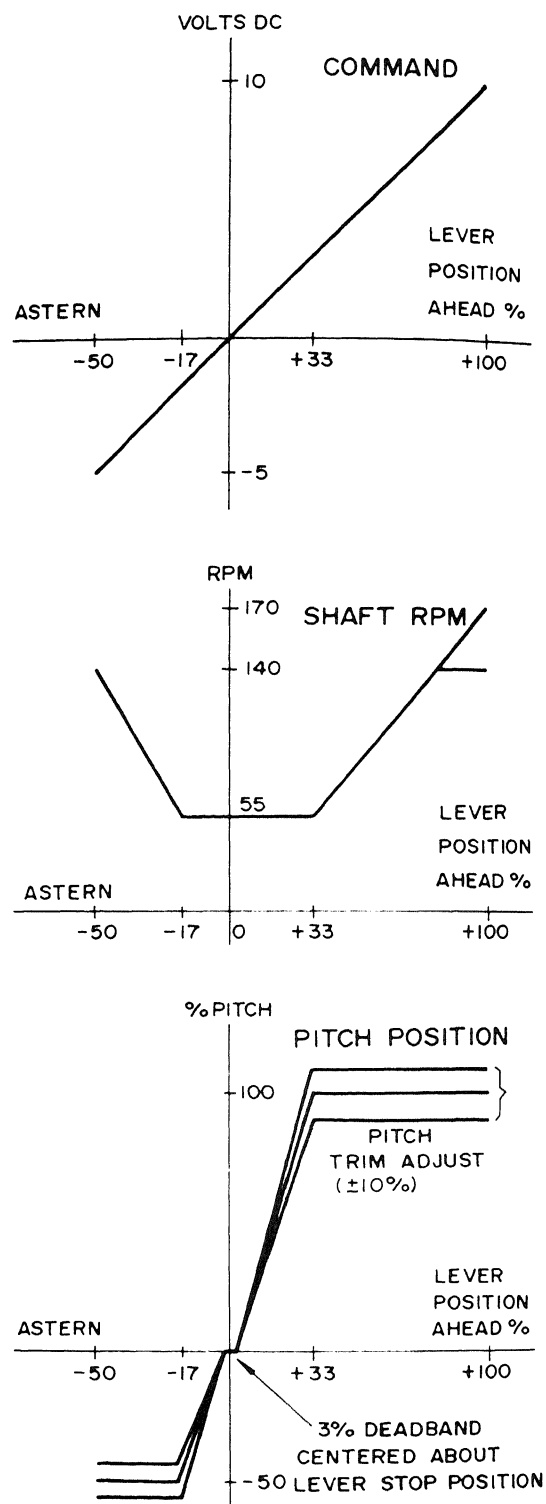 VOLTS DC
10
COMMAND
LEVER
POSITION
AHEAD %
ASTERN
-50
-17
+33
+100
-5
RPM
170
SHAFT RPM
140
55
LEVER
POSITION
AHEAD %
ASTERN
-50
-17
0
+33
+100
% PITCH
PITCH POSITION
100
PITCH
TRIM ADJUST
(±10%)
LEVER
POSITION
AHEAD %
ASTERN
-50
-17
+33
+100
3% DEADBAND
CENTERED ABOUT
LEVER STOP POSITION
-50